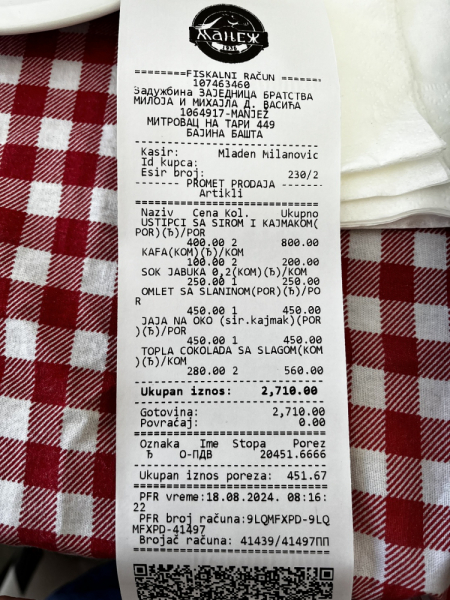 Мањеж
1936
========FISKALNI RAČUN =======
107463460
Задужбина ЗАЈЕДНИЦА БРАТСТВА
МИЛОЈА И МИХАЈЛА Д. ВАСИЋА
1064917-MANJEŽ
МИТРОВАЦ НА ТАРИ 449
БАЈИНА БАШТА
Kasir: Mladen Milanovic
Id kupca:
Esir broj: 230/2
------- PROMET PRODAJA -------
Artikli
Naziv Cena Kol. Ukupno
USTIPCI SA SIROM I KAJMAKOM(
POR)(Ђ)/POR
400.00 2 800.00
KAFA(KOM)(Ђ)/KOM
100.00 2 200.00
SOK JABUKA 0,2(KOM)(Ђ)/KOM
250.00 1 250.00
OMLET SA SLANINOM(POR)(Ђ)/PO
R
450.00 1 450.00
JAJA NA OKO (sir.kajmak)(POR
)(Ђ)/POR
450.00 1 450.00
TOPLA COKOLADA SA SLAGOM(KOM
)(Ђ)/KOM
280.00 2 560.00
Ukupan iznos: 2,710.00
Gotovina: 2,710.00
Povraćaj: 0.00
Oznaka Ime Stopa Porez
Ђ О-ПДВ 20451.6666
Ukupan iznos poreza: 451.67
PFR vreme:18.08.2024. 08:16:
22
PFR broj računa:9LQMFXPD-9LQ
MFXPD-41497
Brojač računa: 41439/41497ПП